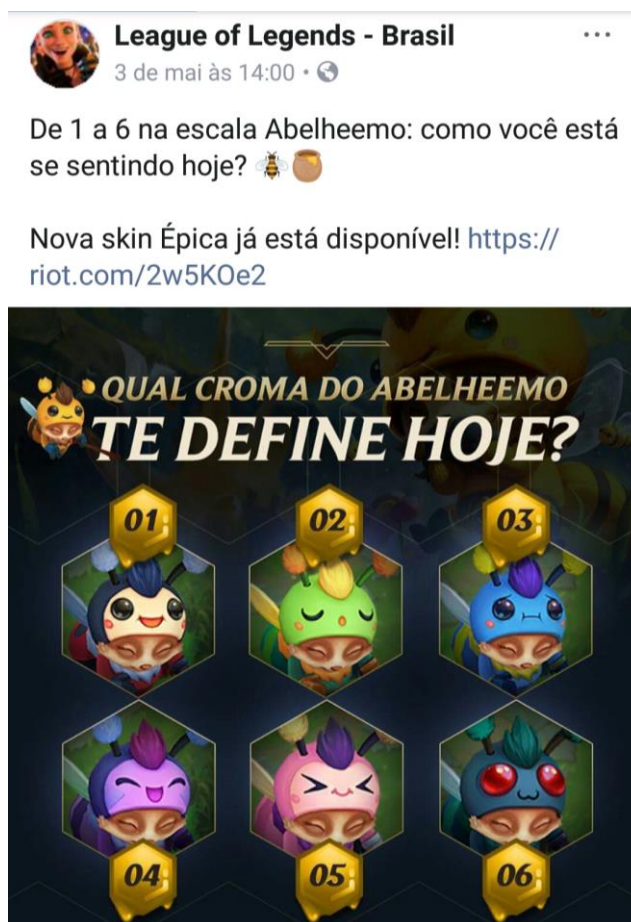 League of Legends - Brasil
3 de mai às 14:00
De 1 a 6 na escala Abelheemo: como você está
se sentindo hoje? 🐝🍯
Nova skin Épica já está disponível! https://
riot.com/2w5KOe2
QUAL CROMA DO ABELHEEMO
TE DEFINE HOJE?
01 02 03
04 05 06